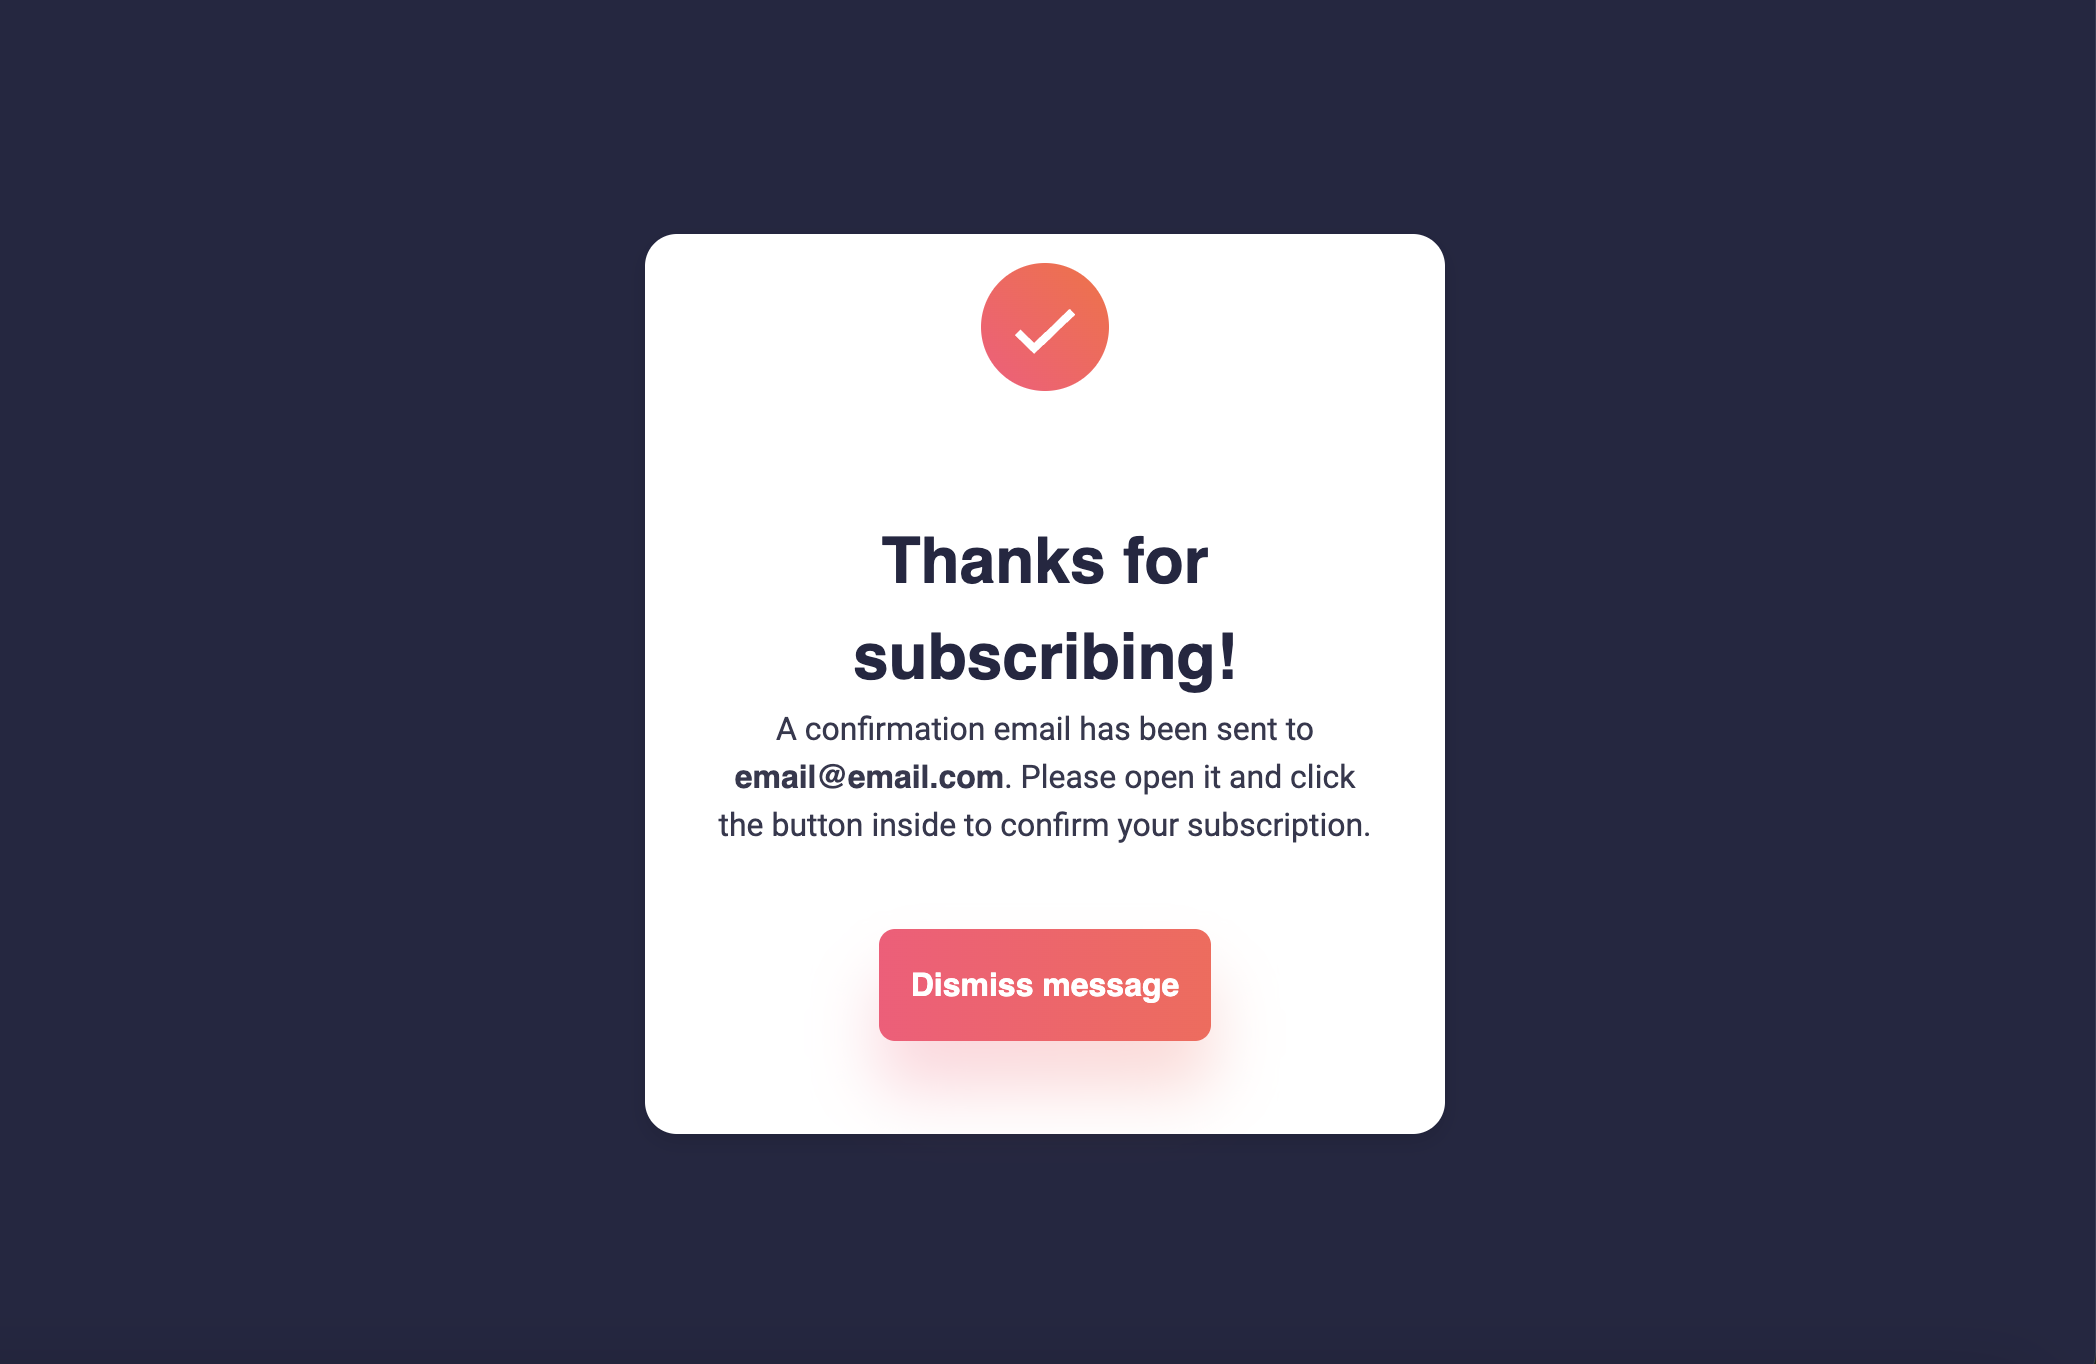 Thanks for
subscribing!
A confirmation email has been sent to
email@email.com. Please open it and click
the button inside to confirm your subscription.
Dismiss message